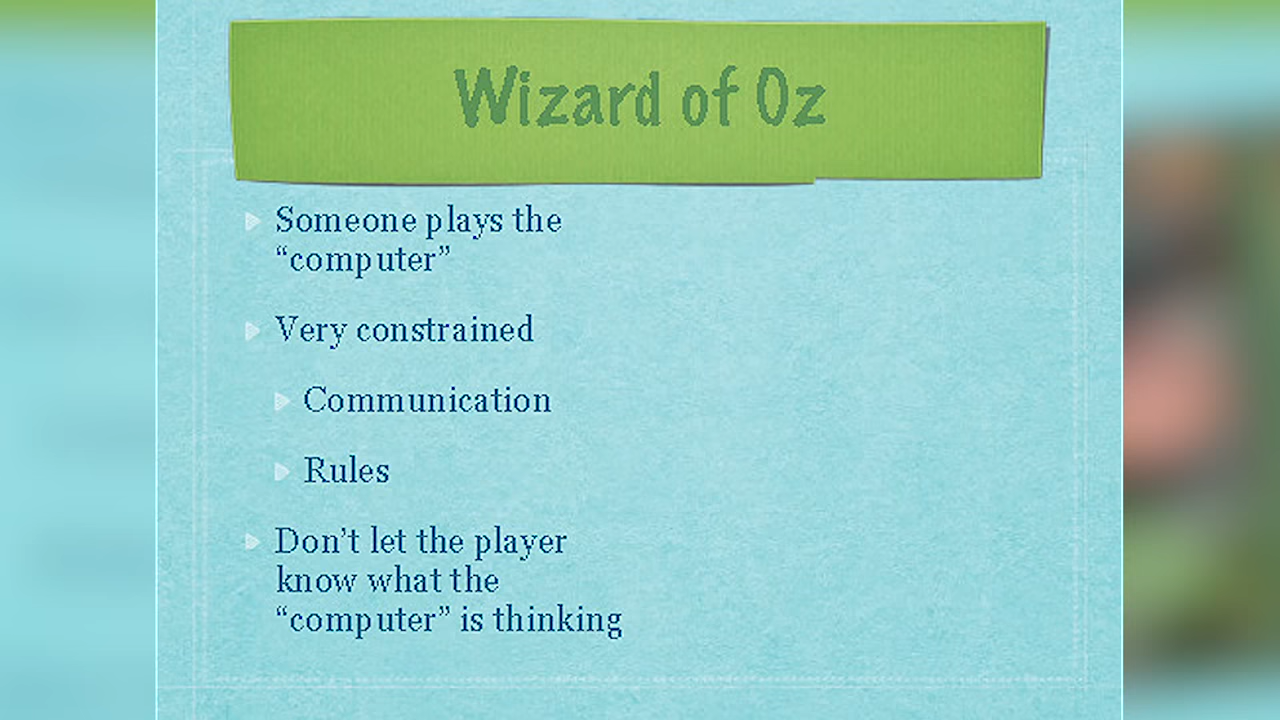 Wizard of Oz
Someone plays the
“computer”
Very constrained
Communication
Rules
Don’t let the player
know what the
“computer” is thinking